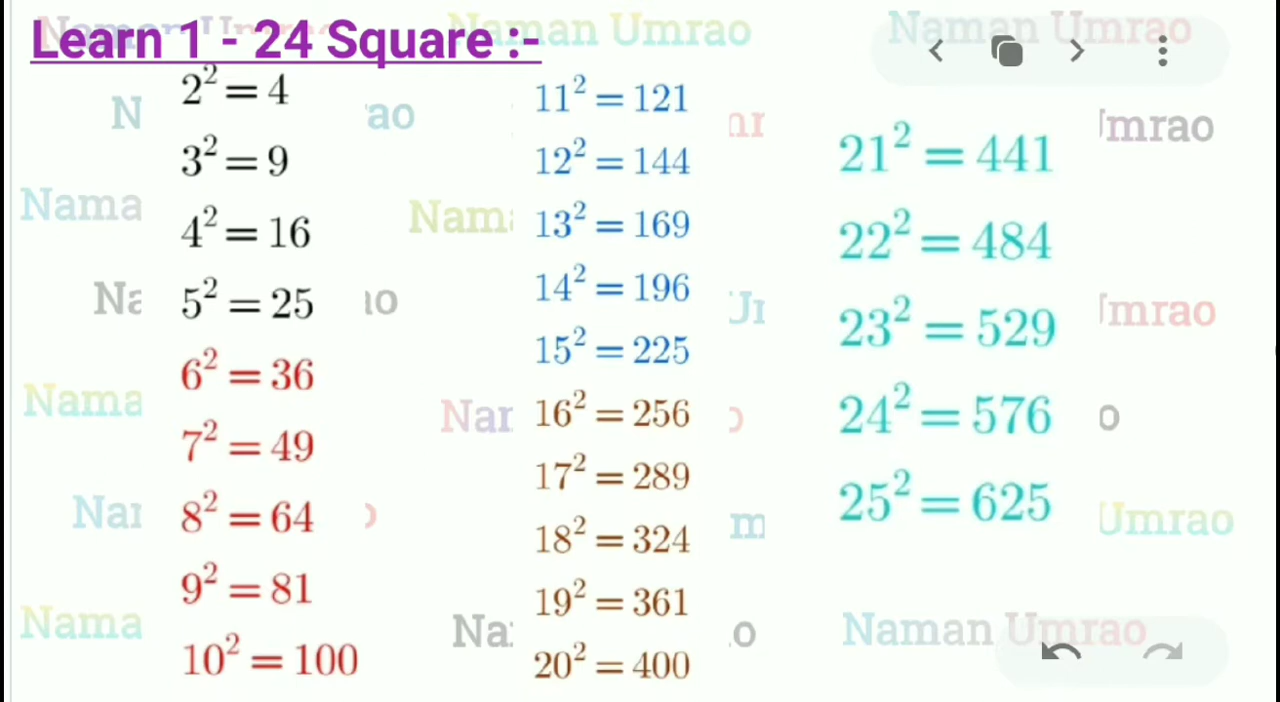 Learn 1 - 24 Square :-
2² = 4
3² = 9
4² = 16
5² = 25
6² = 36
7² = 49
8² = 64
9² = 81
10² = 100
11² = 121
12² = 144
13² = 169
14² = 196
15² = 225
16² = 256
17² = 289
18² = 324
19² = 361
20² = 400
21² = 441
22² = 484
23² = 529
24² = 576
25² = 625
Naman Umrao
Naman Umrao
Umrao
Naman Umrao